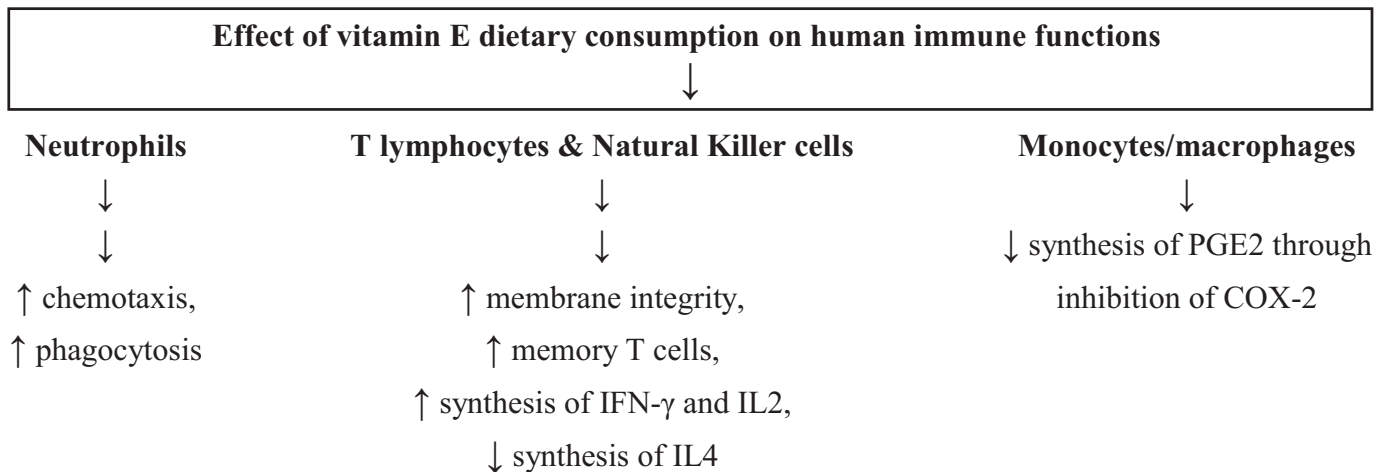 Effect of vitamin E dietary consumption on human immune functions
↓
Neutrophils
↓
↓
↑ chemotaxis,
↑ phagocytosis
T lymphocytes & Natural Killer cells
↓
↓
↑ membrane integrity,
↑ memory T cells,
↑ synthesis of IFN-γ and IL2,
↓ synthesis of IL4
Monocytes/macrophages
↓
↓ synthesis of PGE2 through
inhibition of COX-2